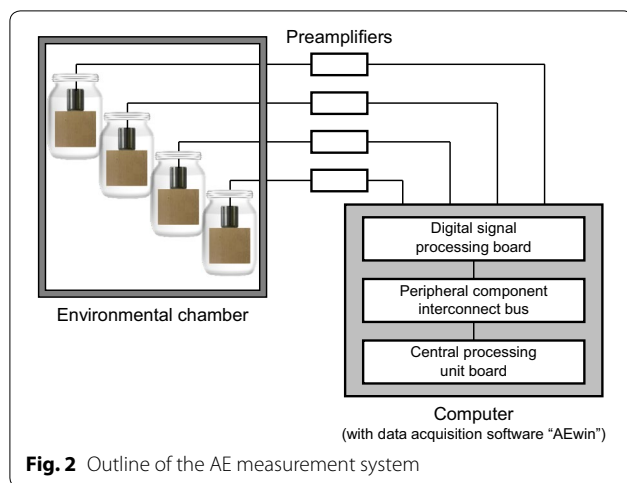 Preamplifiers
Digital signal
processing board
Peripheral component
interconnect bus
Central processing
unit board
Environmental chamber
Computer
(with data acquisition software “AEwin”)
Fig. 2 Outline of the AE measurement system